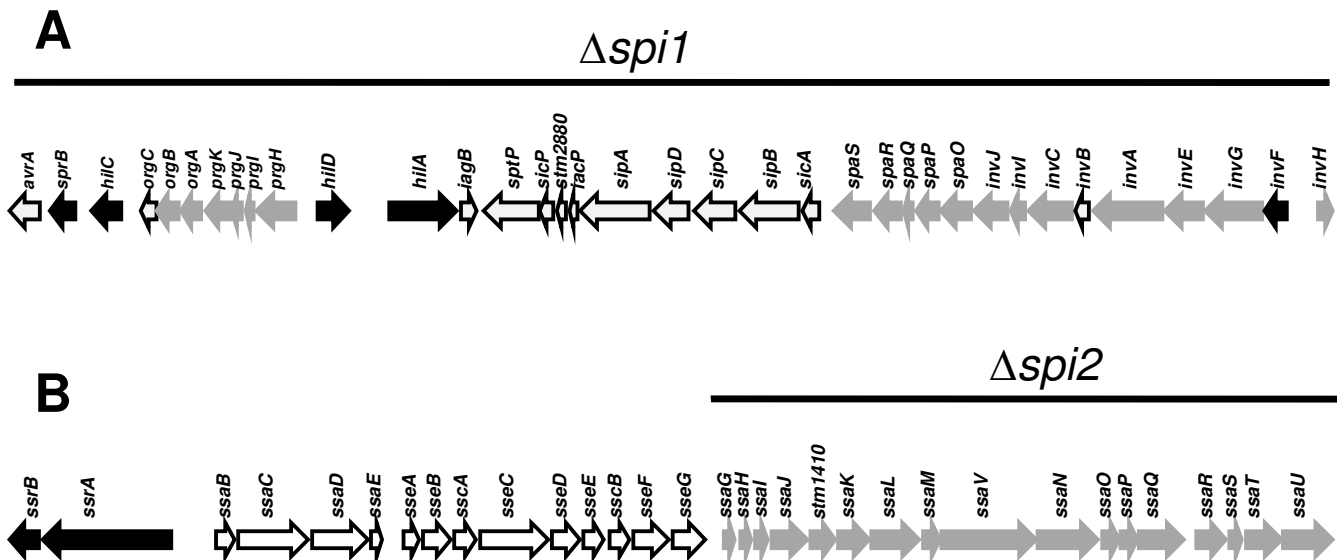 A
Δspi1
avrA sprB hilC orgC orgB orgA prgK prgJ prgI prgH hilD hilA iagB sptP sicP stm2880 iacP sipA sipD sipC sipB sicA spaS spaR spaQ spaP spaO invJ invI invC invB invA invE invG invF invH
Δspi2
B
ssrB ssrA ssaB ssaC ssaD ssaE sseA sseB sscA sseC sseD sseE sscB sseF sseG ssaG ssaH ssaI ssaJ stm1410 ssaK ssaL ssaM ssaV ssaN ssaO ssaP ssaQ ssaR ssaS ssaT ssaU